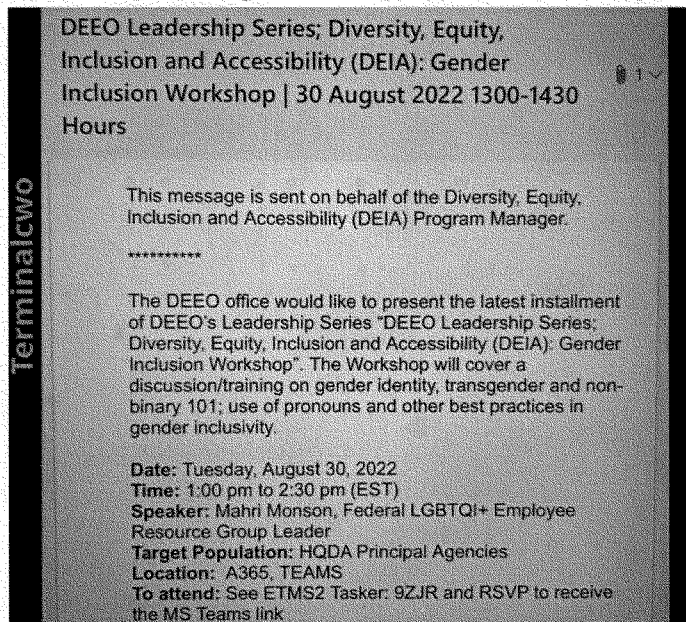 DEEO Leadership Series; Diversity, Equity,
Inclusion and Accessibility (DEIA): Gender
Inclusion Workshop | 30 August 2022 1300-1430
Hours
1
Terminalcwo
This message is sent on behalf of the Diversity, Equity,
Inclusion and Accessibility (DEIA) Program Manager.
**********
The DEEO office would like to present the latest installment
of DEEO's Leadership Series "DEEO Leadership Series;
Diversity, Equity, Inclusion and Accessibility (DEIA): Gender
Inclusion Workshop". The Workshop will cover a
discussion/training on gender identity, transgender and non-
binary 101; use of pronouns and other best practices in
gender inclusivity.
Date: Tuesday, August 30, 2022
Time: 1:00 pm to 2:30 pm (EST)
Speaker: Mahri Monson, Federal LGBTQI+ Employee
Resource Group Leader
Target Population: HQDA Principal Agencies
Location: A365, TEAMS
To attend: See ETMS2 Tasker: 9ZJR and RSVP to receive
the MS Teams link